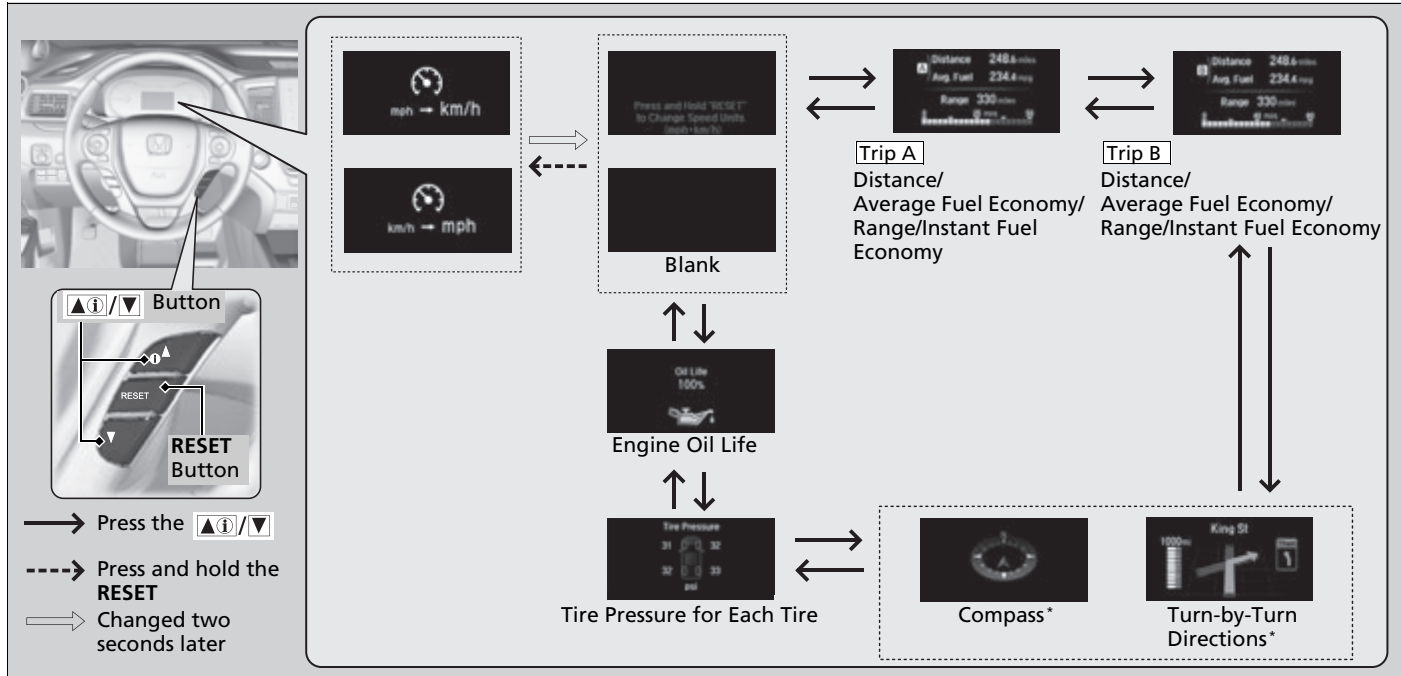 mph → km/h
km/h → mph
Press and Hold "RESET"
to Change Speed Units
(mph↔km/h)
Blank
A
Distance 248.6 miles
Avg. Fuel 234.4 mpg
Range 330 miles
Trip A
Distance/
Average Fuel Economy/
Range/Instant Fuel
Economy
B
Distance 248.6 miles
Avg. Fuel 234.4 mpg
Range 330 miles
Trip B
Distance/
Average Fuel Economy/
Range/Instant Fuel Economy
▲ⓘ/▼ Button
RESET
RESET
Button
Press the ▲ⓘ/▼
Press and hold the
RESET
Changed two
seconds later
Oil Life
100%
Engine Oil Life
Tire Pressure
31 32
32 33
psi
Tire Pressure for Each Tire
Compass*
King St
1000mi
Turn-by-Turn
Directions*